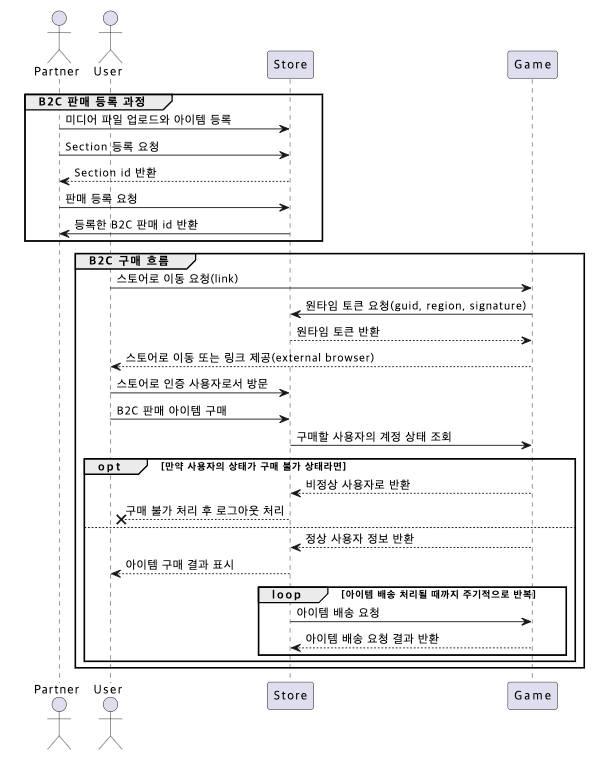 Partner User Store Game
B2C 판매 등록 과정
미디어 파일 업로드와 아이템 등록
Section 등록 요청
Section id 반환
판매 등록 요청
등록한 B2C 판매 id 반환
B2C 구매 흐름
스토어로 이동 요청(link)
원타임 토큰 요청(guid, region, signature)
원타임 토큰 반환
스토어로 이동 또는 링크 제공(external browser)
스토어로 인증 사용자로서 방문
B2C 판매 아이템 구매
구매할 사용자의 계정 상태 조회
opt [만약 사용자의 상태가 구매 불가 상태라면]
비정상 사용자로 반환
구매 불가 처리 후 로그아웃 처리
정상 사용자 정보 반환
아이템 구매 결과 표시
loop [아이템 배송 처리될 때까지 주기적으로 반복]
아이템 배송 요청
아이템 배송 요청 결과 반환
Partner User Store Game